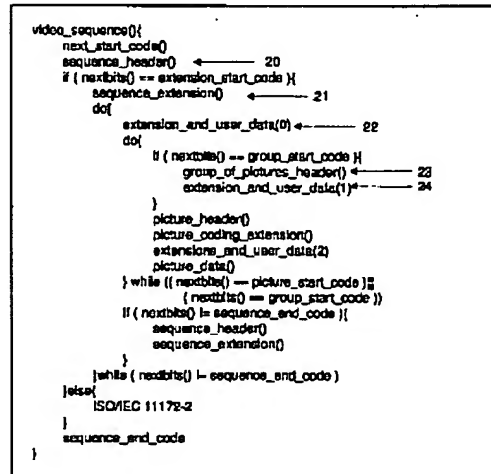 video_sequence(){
next_start_code()
sequence_header() 20
if ( nextbits() == extension_start_code ){
sequence_extension() 21
do{
extension_and_user_data(0) 22
do{
if ( nextbits() == group_start_code ){
group_of_pictures_header() 23
extension_and_user_data(1) 24
}
picture_header()
picture_coding_extension()
extensions_and_user_data(2)
picture_data()
} while (( nextbits() == picture_start_code ) ||
( nextbits() == group_start_code ))
if ( nextbits() != sequence_end_code ){
sequence_header()
sequence_extension()
}
}while ( nextbits() != sequence_end_code )
}else{
ISO/IEC 11172-2
}
sequence_end_code
}